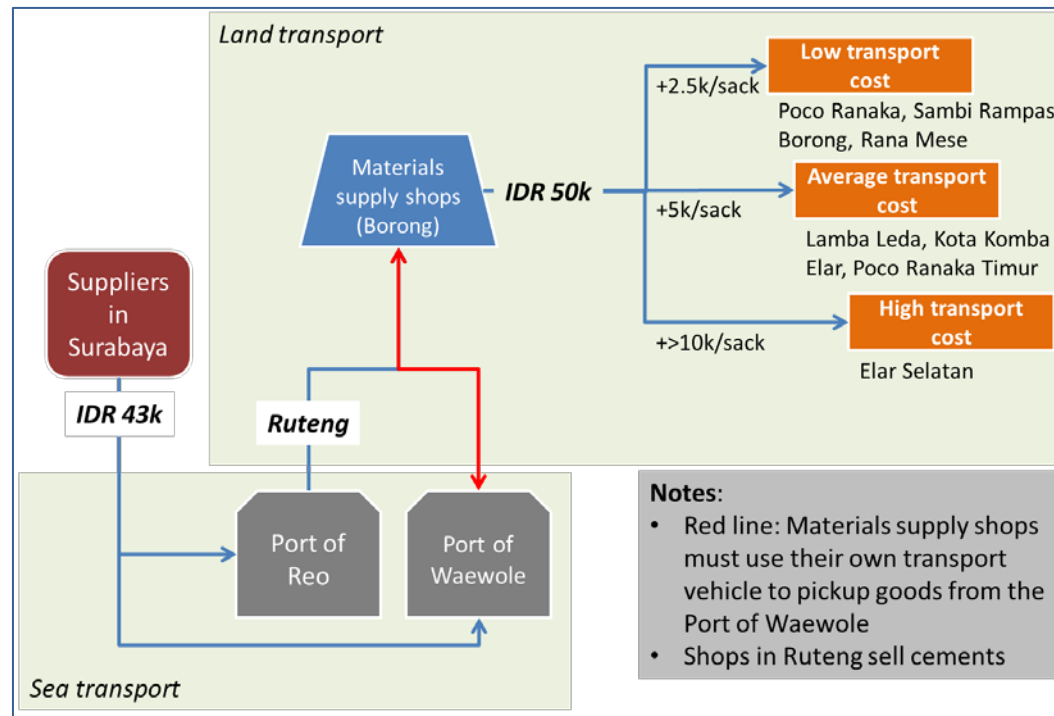 Land transport
Low transport
cost
+2.5k/sack
Poco Ranaka, Sambi Rampas
Borong, Rana Mese
Materials
supply shops
(Borong)
IDR 50k
Average transport
cost
+5k/sack
Lamba Leda, Kota Komba
Elar, Poco Ranaka Timur
High transport
cost
+>10k/sack
Elar Selatan
Suppliers
in
Surabaya
IDR 43k
Ruteng
Port of
Reo
Port of
Waewole
Sea transport
Notes:
• Red line: Materials supply shops
must use their own transport
vehicle to pickup goods from the
Port of Waewole
• Shops in Ruteng sell cements